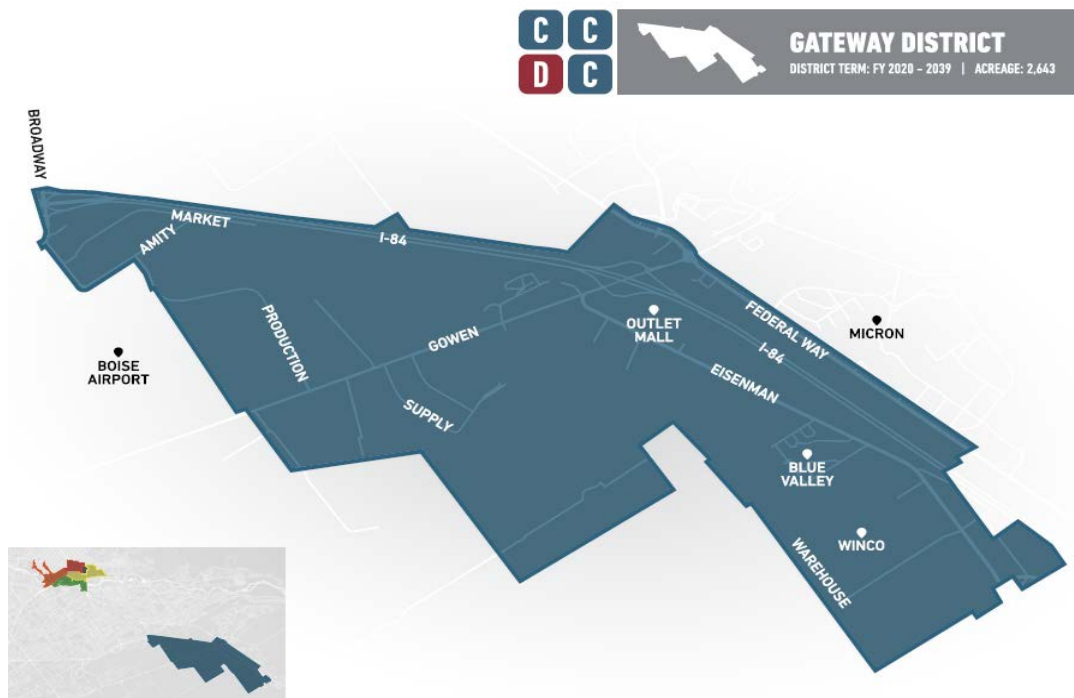 C C
D C
GATEWAY DISTRICT
DISTRICT TERM: FY 2020 - 2039 | ACREAGE: 2,643
BROADWAY
MARKET
AMITY
I-84
PRODUCTION
GOWEN
SUPPLY
OUTLET
MALL
FEDERAL WAY
I-84
MICRON
BOISE
AIRPORT
EISENMAN
BLUE
VALLEY
WINCO
WAREHOUSE